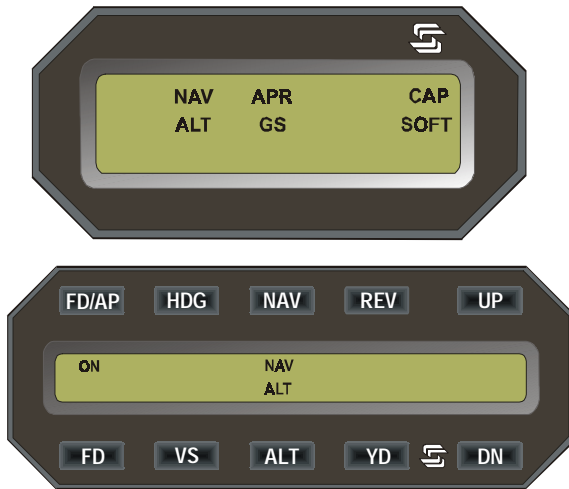 NAV APR CAP
ALT GS SOFT
FD/AP HDG NAV REV UP
ON NAV
ALT
FD VS ALT YD DN